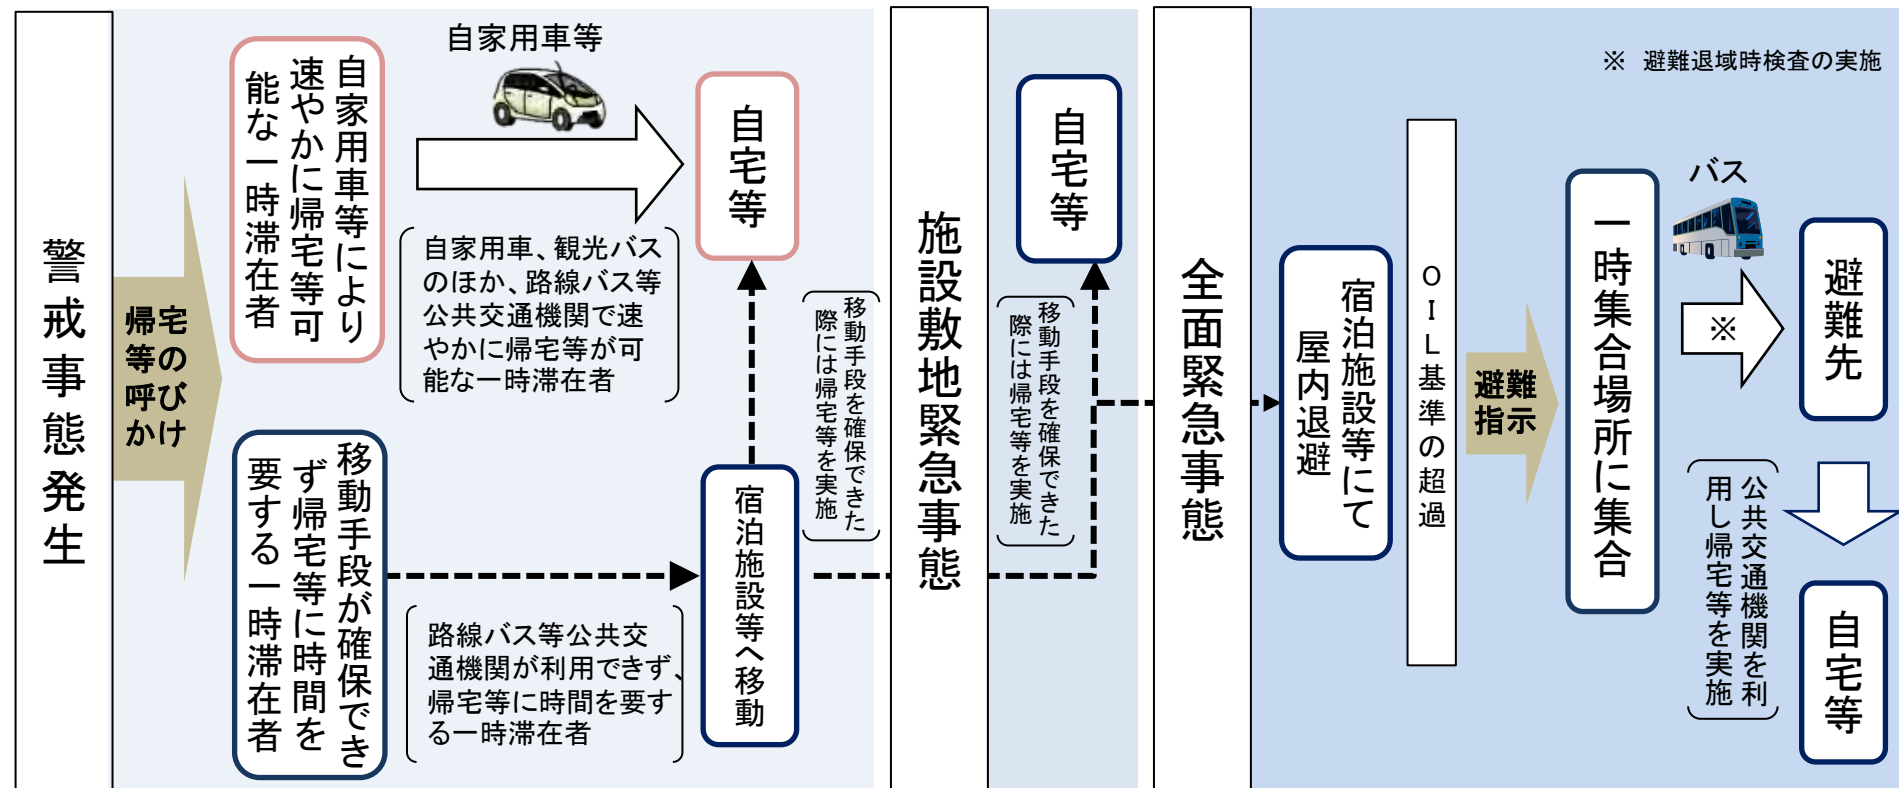 警戒事態発生
帰宅
等の
呼び
かけ
自家用車等により
速やかに帰宅等可
能な一時滞在者
自家用車等
自家用車、観光バス
のほか、路線バス等
公共交通機関で速
やかに帰宅等が可
能な一時滞在者
自宅等
移動手段が確保でき
ず帰宅等に時間を
要する一時滞在者
路線バス等公共交
通機関が利用できず、
帰宅等に時間を要す
る一時滞在者
宿泊施設等へ移動
移動手段を確保できた
際には帰宅等を実施
施設敷地緊急事態
自宅等
移動手段を確保できた
際には帰宅等を実施
全面緊急事態
※ 避難退域時検査の実施
宿泊施設等にて
屋内退避
OIL基準の超過
避難
指示
一時集合場所に集合
バス
※
避難先
公共交通機関を利
用し帰宅等を実施
自宅等